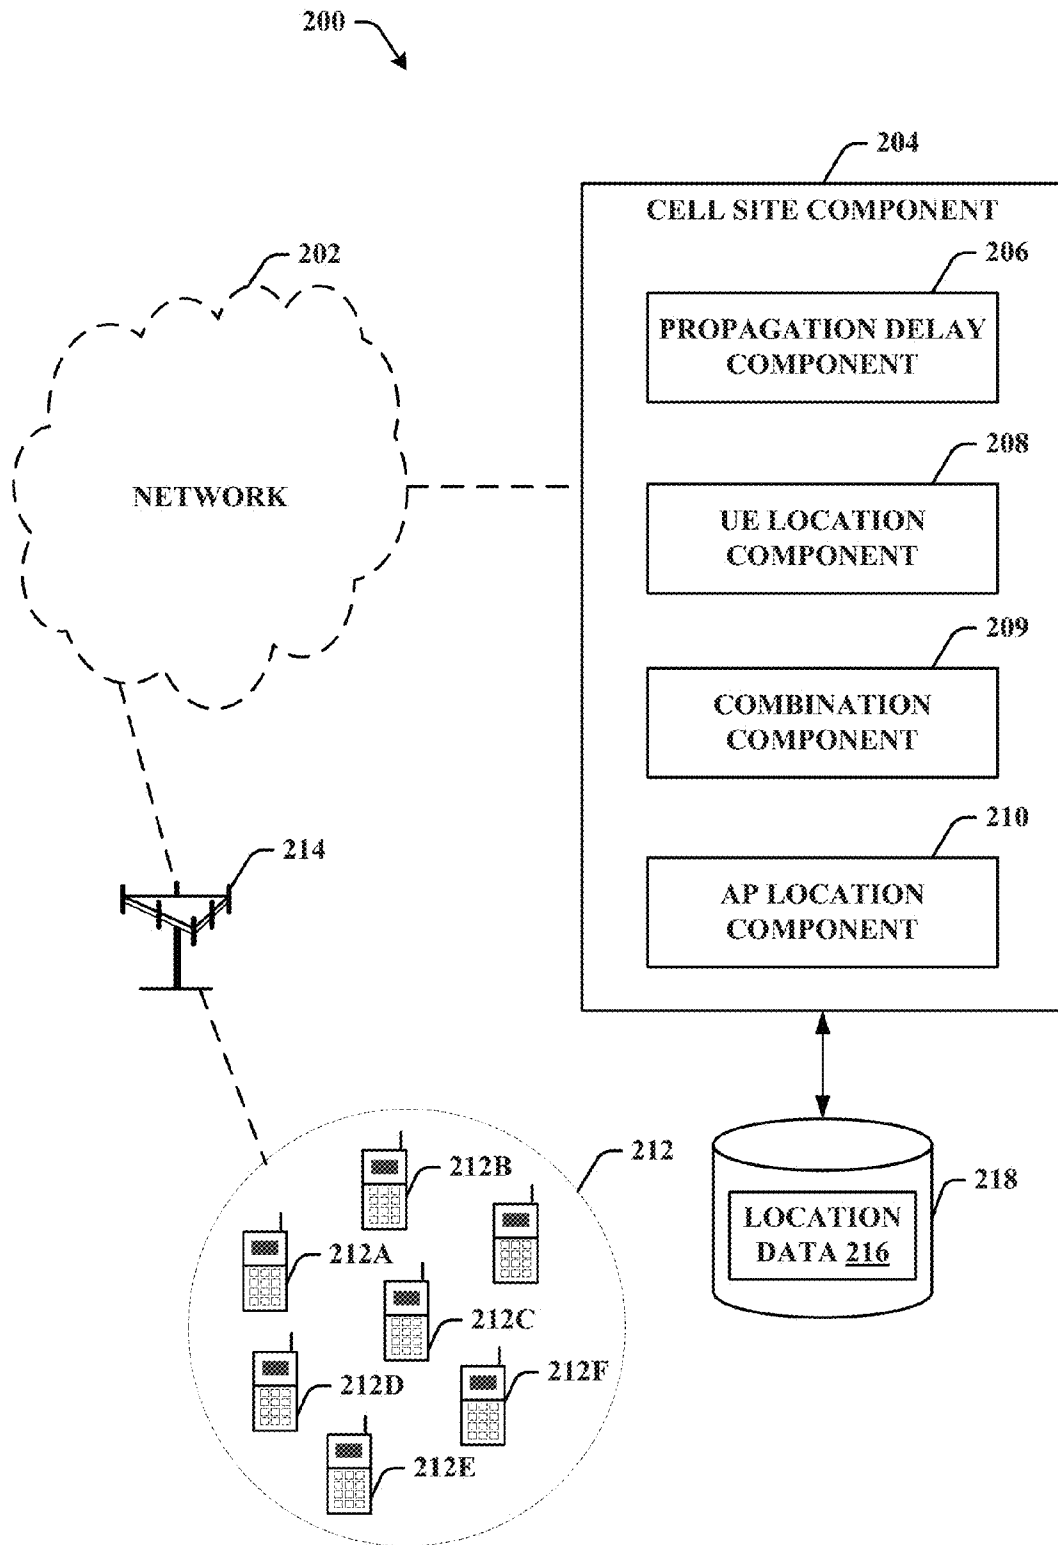 200
204
CELL SITE COMPONENT
202
206
PROPAGATION DELAY
COMPONENT
NETWORK
208
UE LOCATION
COMPONENT
209
COMBINATION
COMPONENT
214
210
AP LOCATION
COMPONENT
212
212B
218
LOCATION
DATA 216
212A
212C
212D
212F
212E